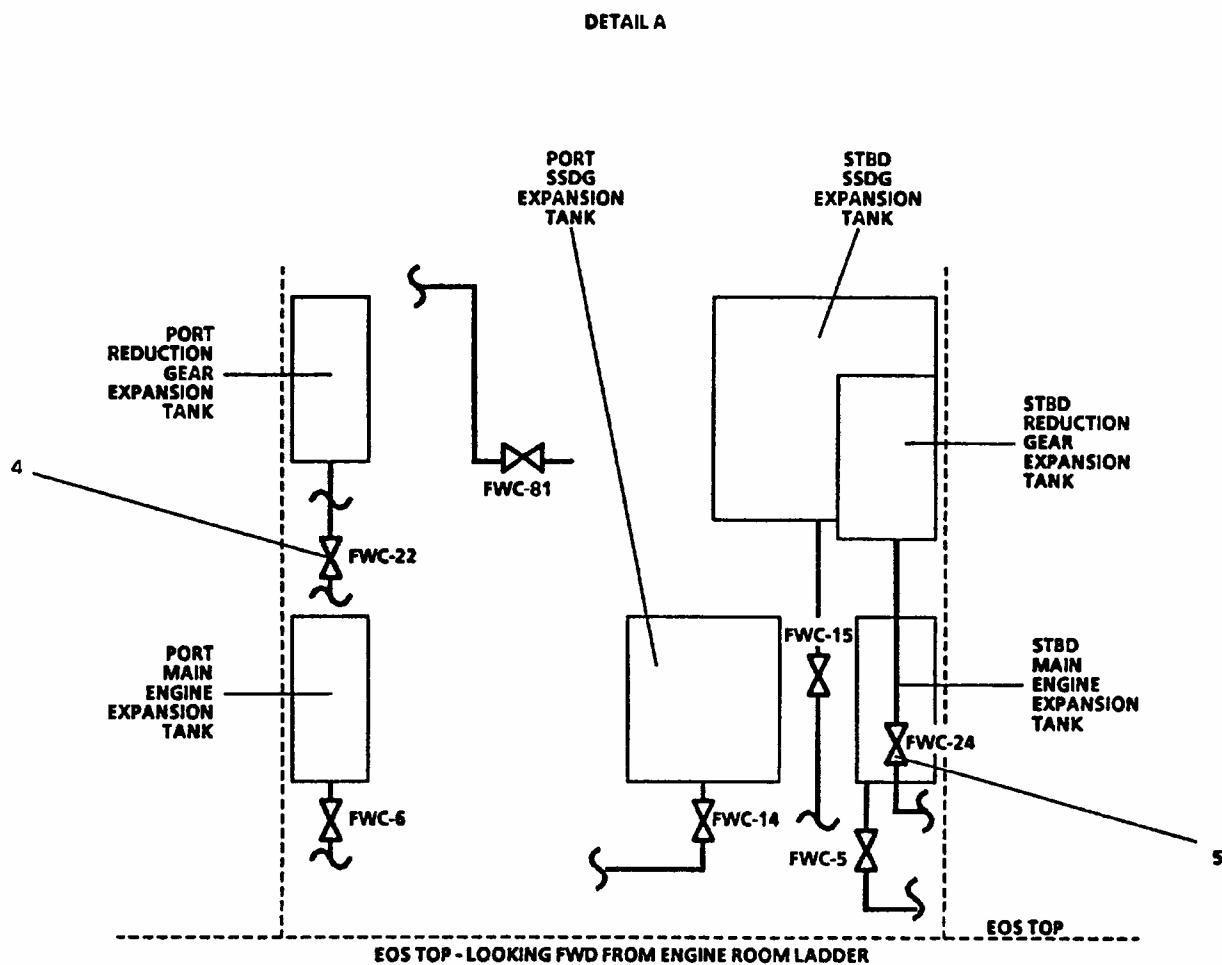 DETAIL A
PORT
SSDG
EXPANSION
TANK
STBD
SSDG
EXPANSION
TANK
PORT
REDUCTION
GEAR
EXPANSION
TANK
STBD
REDUCTION
GEAR
EXPANSION
TANK
4
FWC-81
FWC-22
FWC-15
PORT
MAIN
ENGINE
EXPANSION
TANK
STBD
MAIN
ENGINE
EXPANSION
TANK
FWC-24
FWC-6
FWC-14
FWC-5
5
EOS TOP
EOS TOP - LOOKING FWD FROM ENGINE ROOM LADDER